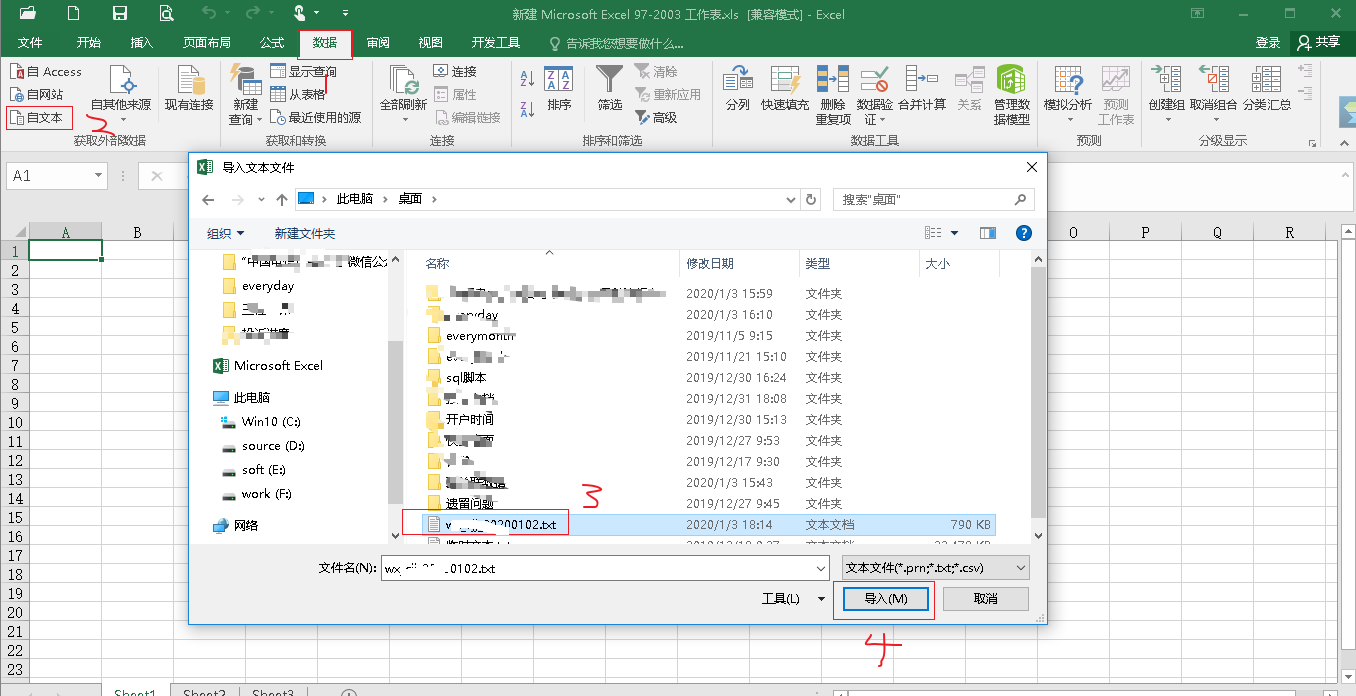 新建 Microsoft Excel 97-2003 工作表.xls [兼容模式] - Excel
文件 开始 插入 页面布局 公式 数据 审阅 视图 开发工具 告诉我您想要做什么... 登录 共享
1
自 Access
自网站
自文本
2
自其他来源
现有连接
获取外部数据
新建
查询
显示查询
从表格
最近使用的源
获取和转换
全部刷新
连接
属性
编辑链接
连接
排序
筛选
清除
重新应用
高级
排序和筛选
分列
快速填充
删除
重复项
数据验
证
合并计算
关系
管理数
据模型
数据工具
模拟分析
预测
工作表
预测
创建组
取消组合
分类汇总
分级显示
A1
A B O P Q R
1
2
3
4
5
6
7
8
9
10
11
12
13
14
15
16
17
18
19
20
21
22
23
导入文本文件
此电脑 桌面
搜索"桌面"
组织 新建文件夹
微信公
everyday
Microsoft Excel
此电脑
Win10 (C:)
source (D:)
soft (E:)
work (F:)
网络
名称 修改日期 类型 大小
2020/1/3 15:59 文件夹
2020/1/3 16:10 文件夹
everymonth 2019/11/5 9:15 文件夹
2019/11/21 15:10 文件夹
sql脚本 2019/12/30 16:24 文件夹
2019/12/31 18:08 文件夹
开户时间 2019/12/30 15:13 文件夹
2019/12/27 9:53 文件夹
2019/12/17 9:30 文件夹
2020/1/3 15:43 文件夹
遗留问题 2019/12/27 9:45 文件夹
20200102.txt 2020/1/3 18:14 文本文档 790 KB
3
文件名(N): 0102.txt
文本文件(*.prn;*.txt;*.csv)
工具(L) 导入(M) 取消
4
Sheet1 Sheet2 Sheet3